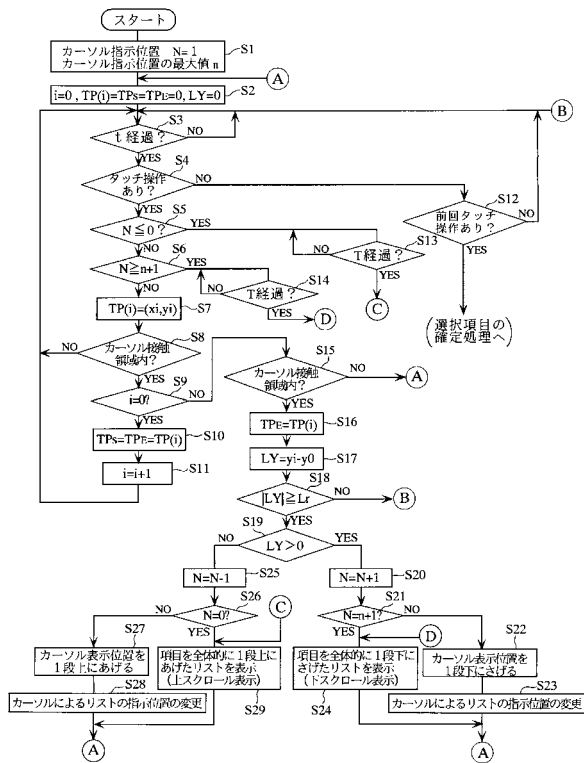 スタート
カーソル指示位置 N=1
カーソル指示位置の最大値 n
S1
A
i=0 , TP(i)=TPS=TPE=0, LY=0
S2
B
S3
t 経過?
NO
YES
S4
タッチ操作
あり?
NO
YES
S12
前回タッチ
操作あり?
NO
YES
(選択項目の
確定処理へ)
S5
N≦0?
YES
NO
S13
T経過?
NO
YES
C
S6
N≧n+1
YES
NO
S14
T経過?
NO
YES
D
TP(i)=(xi,yi)
S7
S8
カーソル接触
領域内?
NO
YES
S9
i=0?
NO
YES
TPS=TPE=TP(i)
S10
i=i+1
S11
S15
カーソル接触
領域内?
NO
A
YES
TPE=TP(i)
S16
LY=yi-y0
S17
S18
|LY|≧Lr
NO
B
YES
S19
LY>0
NO
YES
S25
N=N-1
N=N+1
S20
S26
N=0?
NO
YES
C
S21
N=n+1?
NO
YES
D
S27
カーソル表示位置を
1段上にあげる
S28
カーソルによるリストの指示位置の変更
項目を全体的に1段上に
あげたリストを表示
(上スクロール表示)
S29
項目を全体的に1段下に
さげたリストを表示
(下スクロール表示)
S24
S22
カーソル表示位置を
1段下にさげる
S23
カーソルによるリストの指示位置の変更
A
A